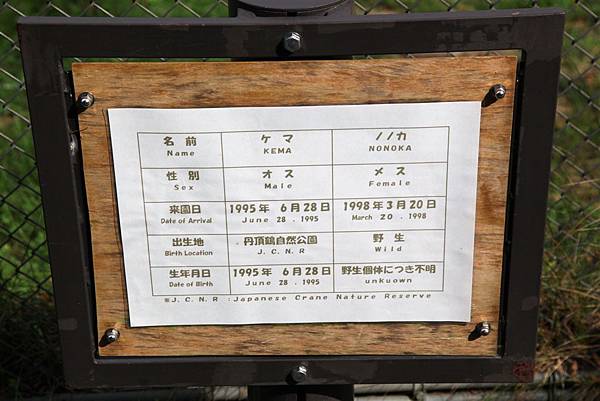 名前 ケマ ノノカ
Name KEMA NONOKA
性別 オス メス
Sex Male Female
来園日 1995年 6月28日 1998年3月20日
Date of Arrival June 28 . 1995 March 20 . 1998
出生地 丹頂鶴自然公園 野生
Birth Location J. C. N. R Wild
生年月日 1995年 6月28日 野生個体につき不明
Date of Birth June 28 . 1995 unkuown
※J. C. N. R :Japanese Crane Nature Reserve